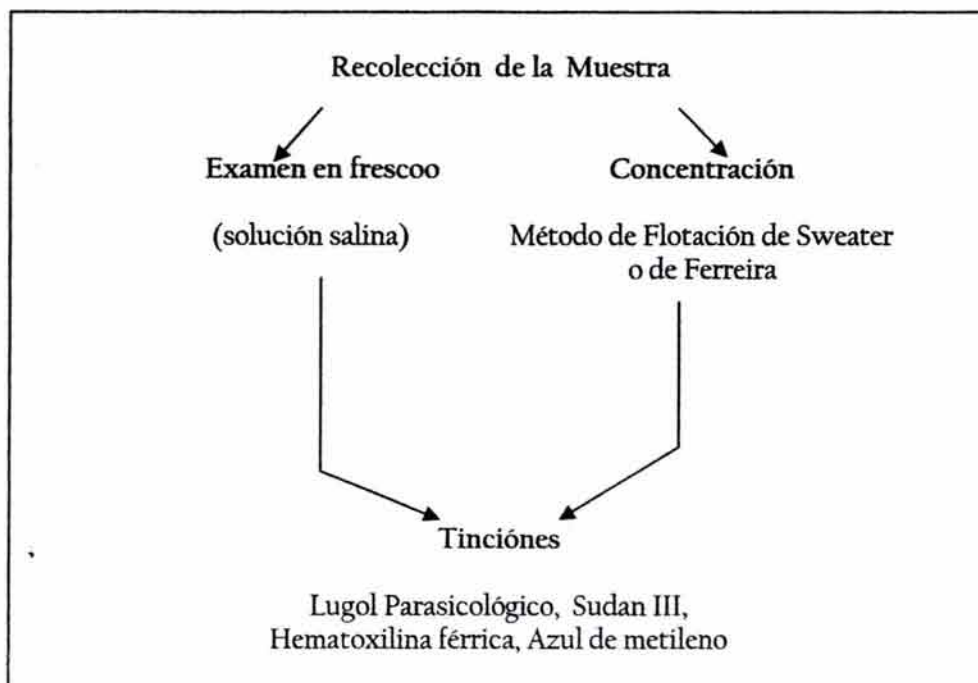 Recolección de la Muestra
Examen en frescoo
Concentración
(solución salina)
Método de Flotación de Sweater
o de Ferreira
Tinciónes
Lugol Parasicológico, Sudan III,
Hematoxilina férrica, Azul de metileno